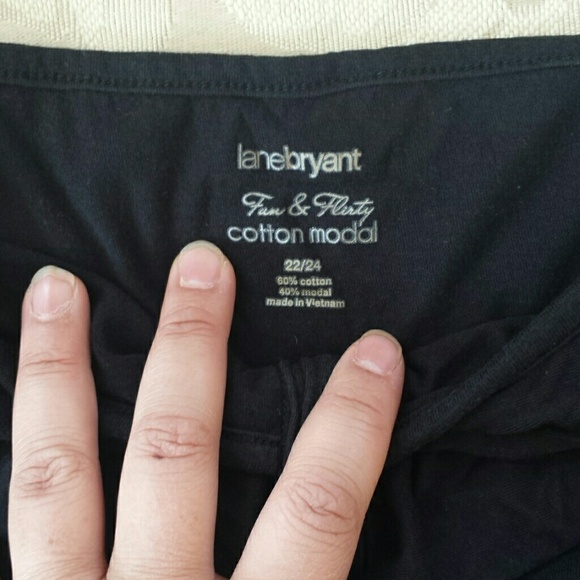 lanebryant
Fun & Flirty
cotton modal
22/24
60% cotton
40% modal
made in Vietnam